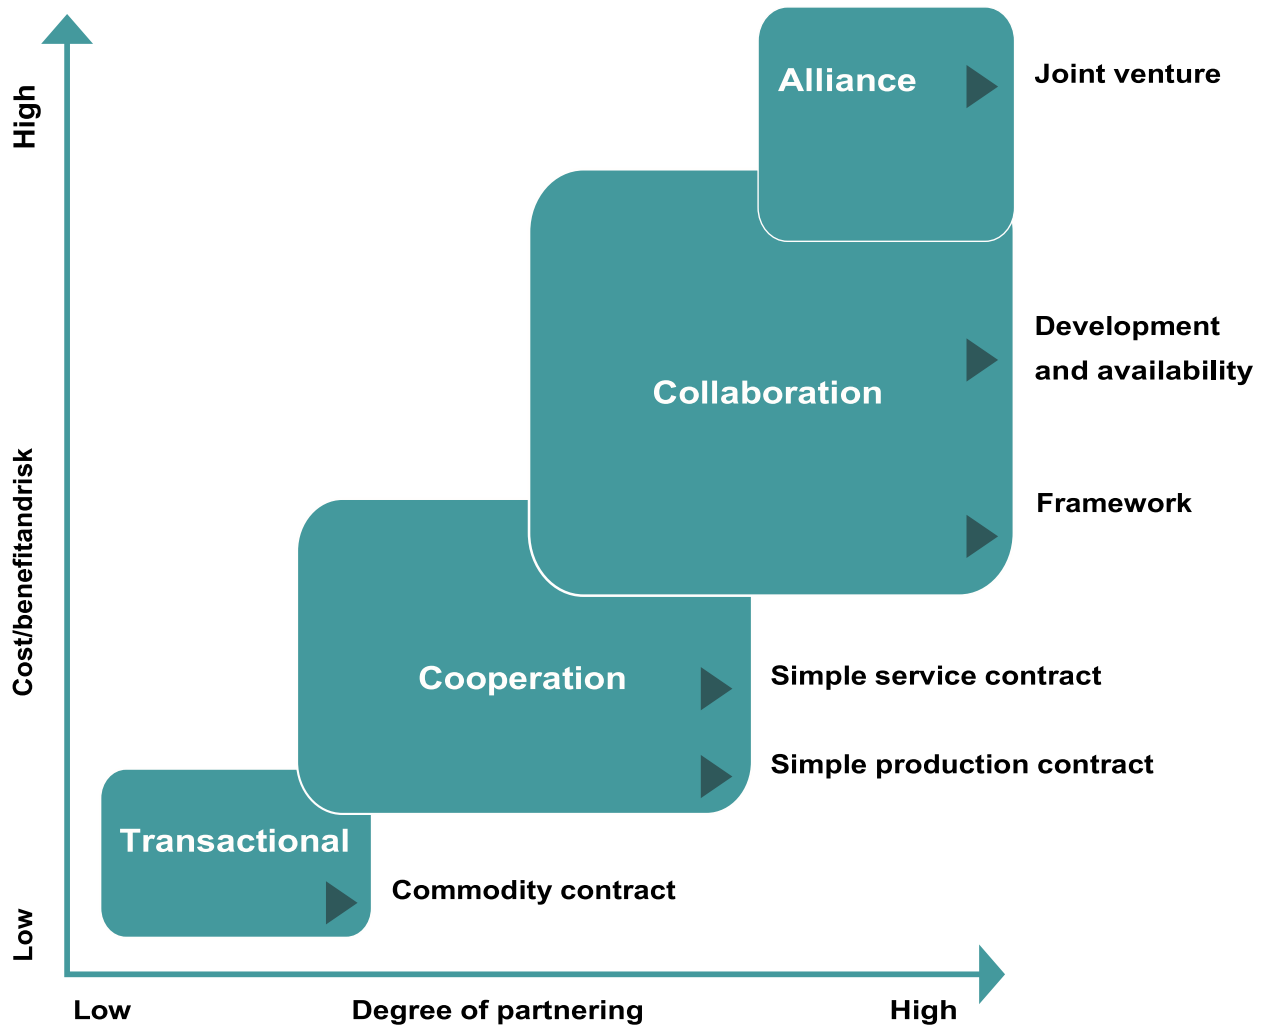 Alliance
Joint venture
High
Development
and availability
Collaboration
Framework
Cost/benefitandrisk
Cooperation
Simple service contract
Simple production contract
Transactional
Commodity contract
Low
Low
Degree of partnering
High